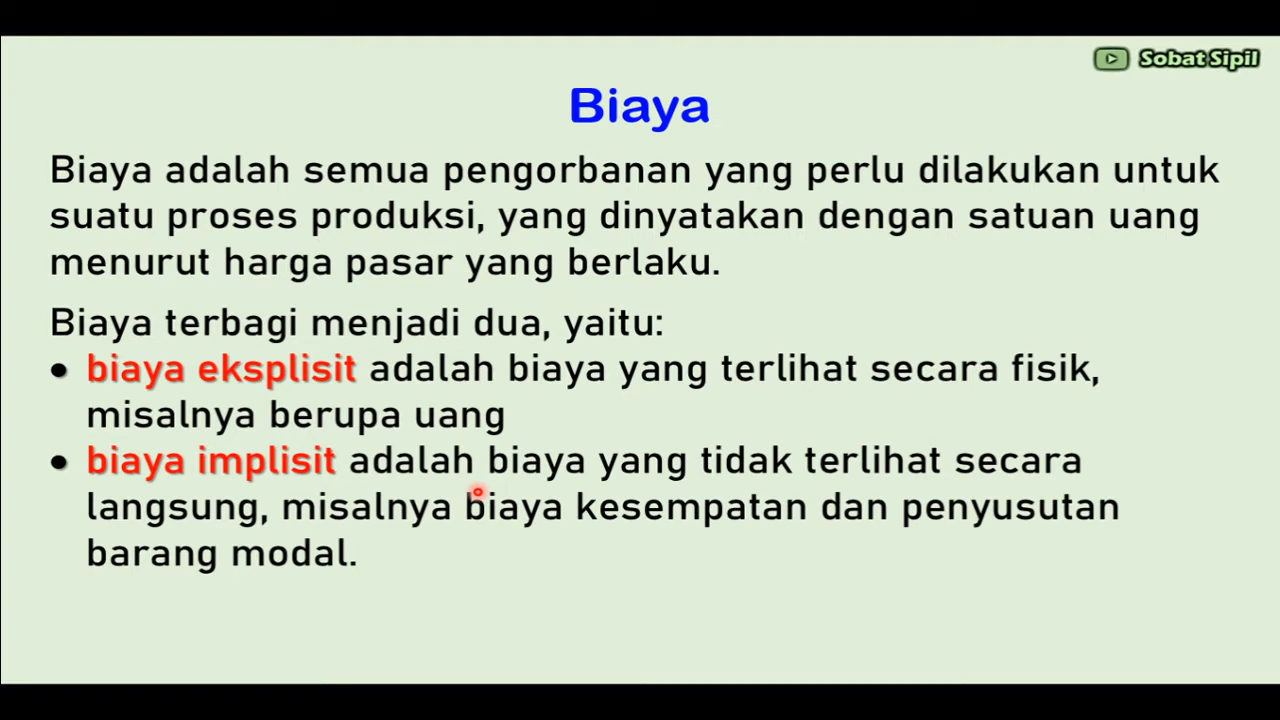 Sobat Sipil
Biaya
Biaya adalah semua pengorbanan yang perlu dilakukan untuk
suatu proses produksi, yang dinyatakan dengan satuan uang
menurut harga pasar yang berlaku.
Biaya terbagi menjadi dua, yaitu:
• biaya eksplisit adalah biaya yang terlihat secara fisik,
misalnya berupa uang
• biaya implisit adalah biaya yang tidak terlihat secara
langsung, misalnya biaya kesempatan dan penyusutan
barang modal.